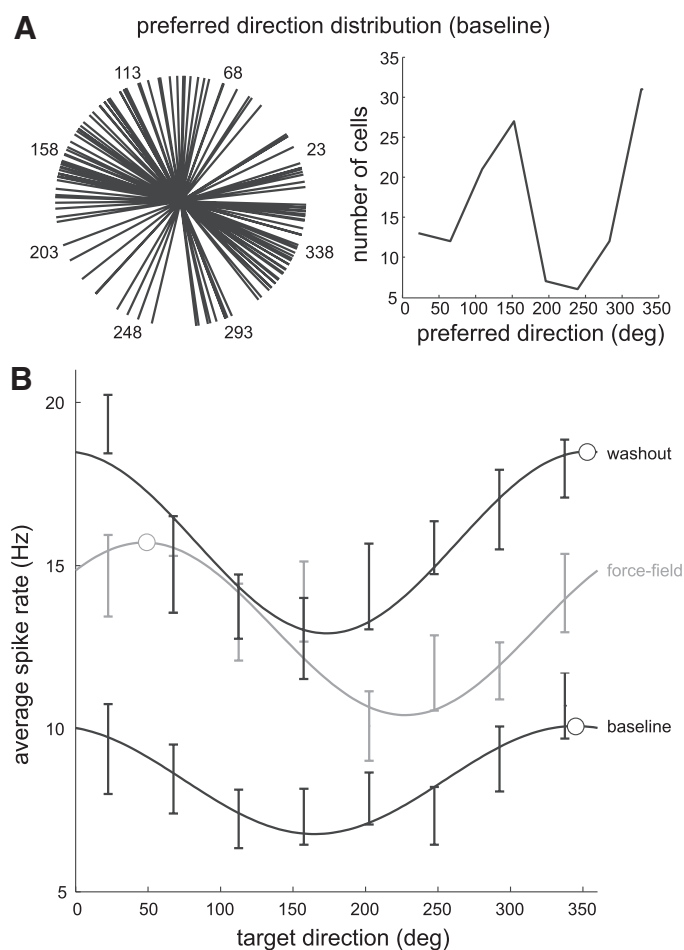 A
preferred direction distribution (baseline)
113
68
158
23
203
338
248
293
number of cells
35
30
25
20
15
10
5
0 50 100 150 200 250 300 350
preferred direction (deg)
B
average spike rate (Hz)
20
15
10
5
washout
force-field
baseline
0 50 100 150 200 250 300 350
target direction (deg)